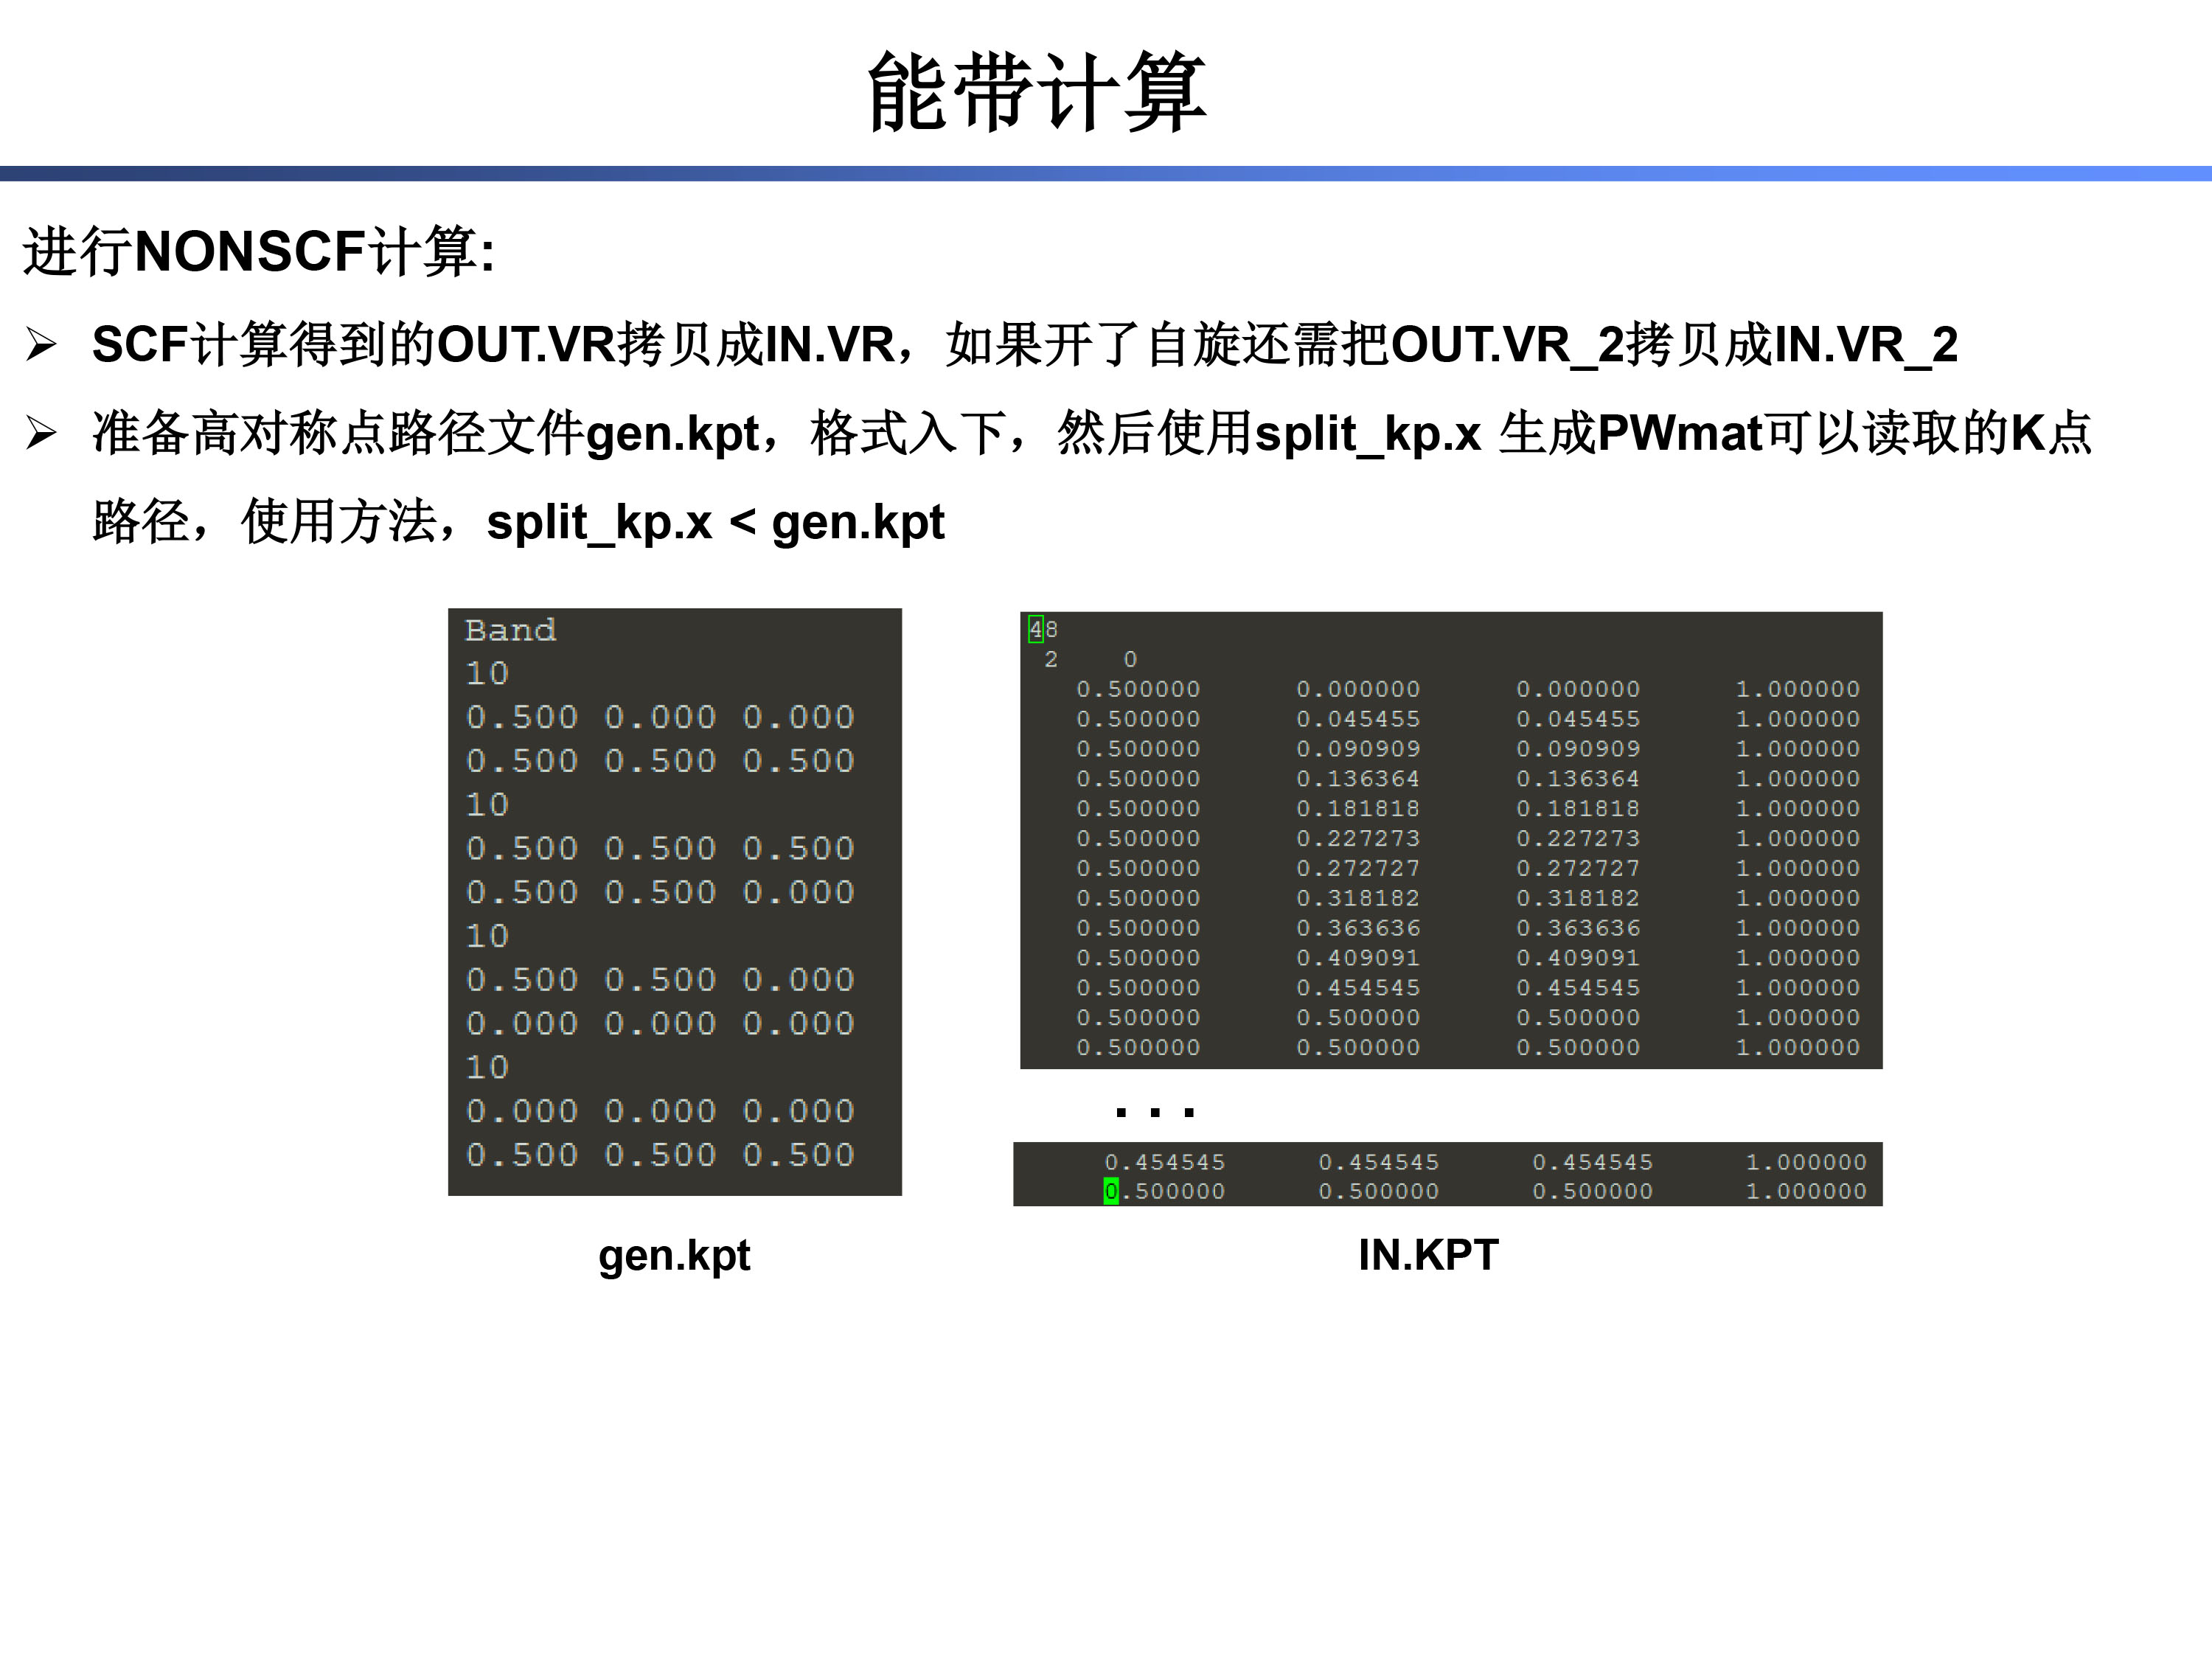 能带计算
进行NONSCF计算:
➢ SCF计算得到的OUT.VR拷贝成IN.VR，如果开了自旋还需把OUT.VR_2拷贝成IN.VR_2
➢ 准备高对称点路径文件gen.kpt，格式入下，然后使用split_kp.x 生成PWmat可以读取的K点
路径，使用方法，split_kp.x < gen.kpt
Band
10
0.500 0.000 0.000
0.500 0.500 0.500
10
0.500 0.500 0.500
0.500 0.500 0.000
10
0.500 0.500 0.000
0.000 0.000 0.000
10
0.000 0.000 0.000
0.500 0.500 0.500
gen.kpt
48
2 0
0.500000 0.000000 0.000000 1.000000
0.500000 0.045455 0.045455 1.000000
0.500000 0.090909 0.090909 1.000000
0.500000 0.136364 0.136364 1.000000
0.500000 0.181818 0.181818 1.000000
0.500000 0.227273 0.227273 1.000000
0.500000 0.272727 0.272727 1.000000
0.500000 0.318182 0.318182 1.000000
0.500000 0.363636 0.363636 1.000000
0.500000 0.409091 0.409091 1.000000
0.500000 0.454545 0.454545 1.000000
0.500000 0.500000 0.500000 1.000000
0.500000 0.500000 0.500000 1.000000
...
0.454545 0.454545 0.454545 1.000000
0.500000 0.500000 0.500000 1.000000
IN.KPT